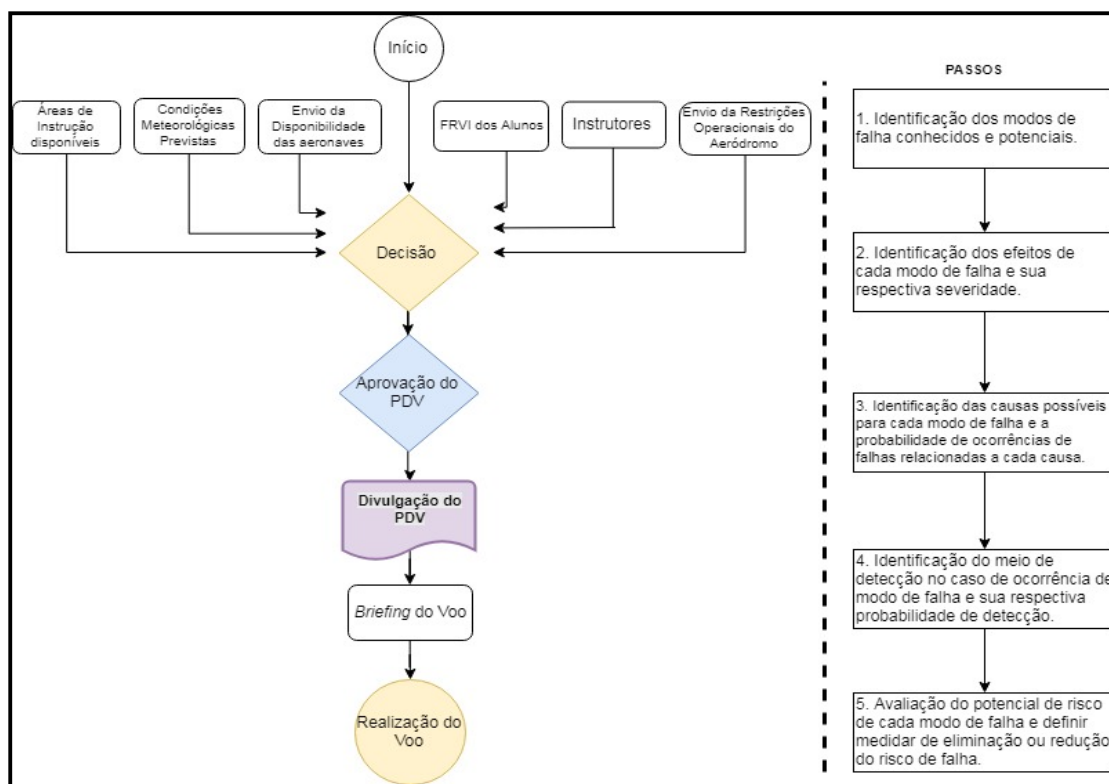 Início
PASSOS
Áreas de
Instrução
disponíveis
Condições
Meteorológicas
Previstas
Envio da
Disponibilidade
das aeronaves
FRVI dos Alunos
Instrutores
Envio da Restrições
Operacionais do
Aeródromo
Decisão
Aprovação do
PDV
Divulgação do
PDV
Briefing do Voo
Realização do
Voo
1. Identificação dos modos de
falha conhecidos e potenciais.
2. Identificação dos efeitos de
cada modo de falha e sua
respectiva severidade.
3. Identificação das causas possíveis
para cada modo de falha e a
probabilidade de ocorrências de
falhas relacionadas a cada causa.
4. Identificação do meio de
detecção no caso de ocorrência de
modo de falha e sua respectiva
probabilidade de detecção.
5. Avaliação do potencial de risco
de cada modo de falha e definir
medidar de eliminação ou redução
do risco de falha.